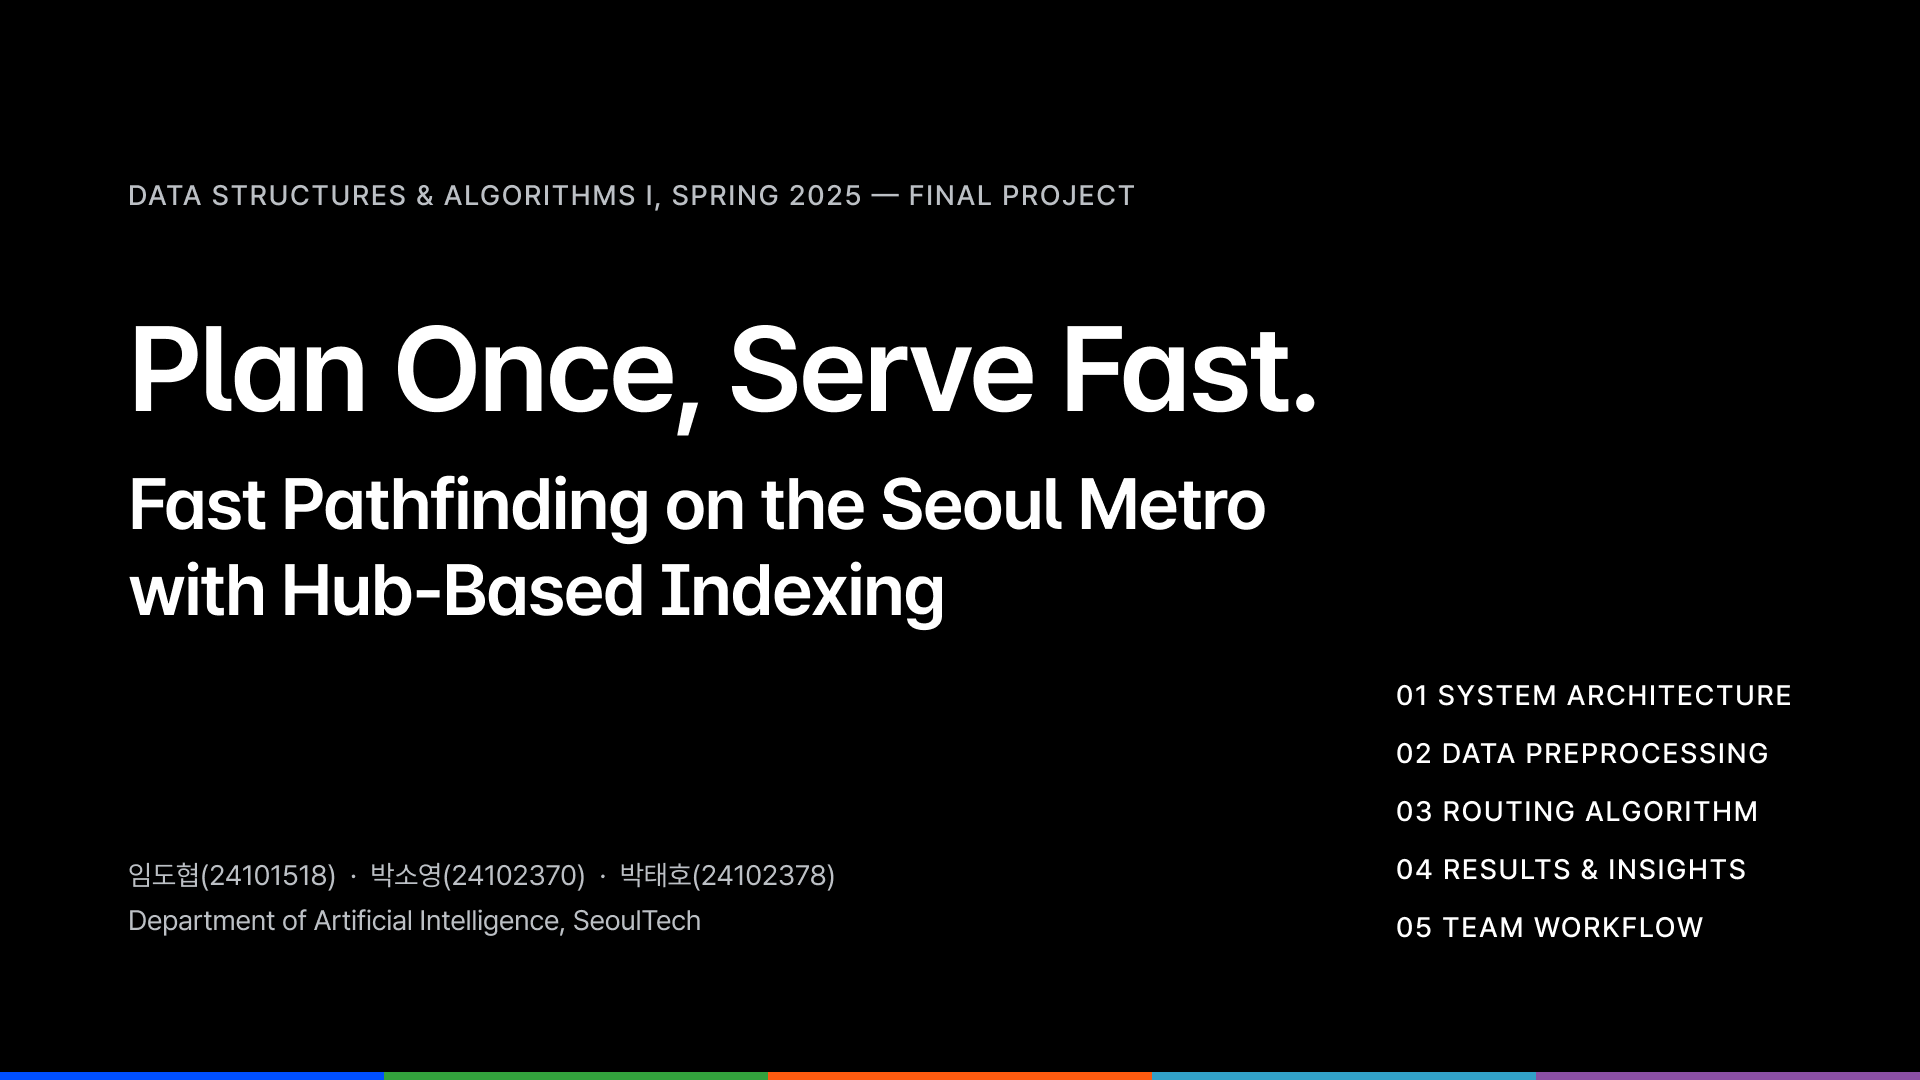 DATA STRUCTURES & ALGORITHMS I, SPRING 2025 — FINAL PROJECT
Plan Once, Serve Fast.
Fast Pathfinding on the Seoul Metro
with Hub-Based Indexing
01 SYSTEM ARCHITECTURE
02 DATA PREPROCESSING
03 ROUTING ALGORITHM
04 RESULTS & INSIGHTS
05 TEAM WORKFLOW
임도협(24101518) · 박소영(24102370) · 박태호(24102378)
Department of Artificial Intelligence, SeoulTech